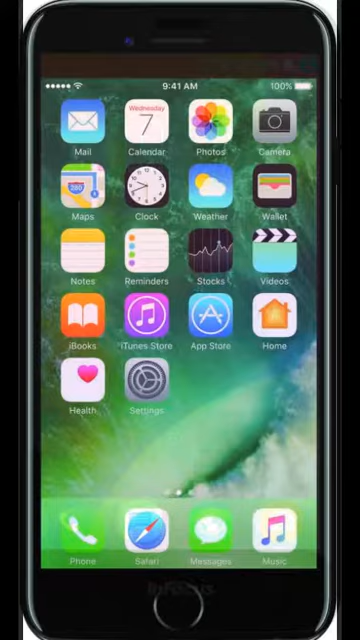 9:41 AM 100%
Wednesday
7
Mail Calendar Photos Camera
280
Maps Clock Weather Wallet
Notes Reminders Stocks Videos
iBooks iTunes Store App Store Home
Health Settings
Phone Safari Messages Music